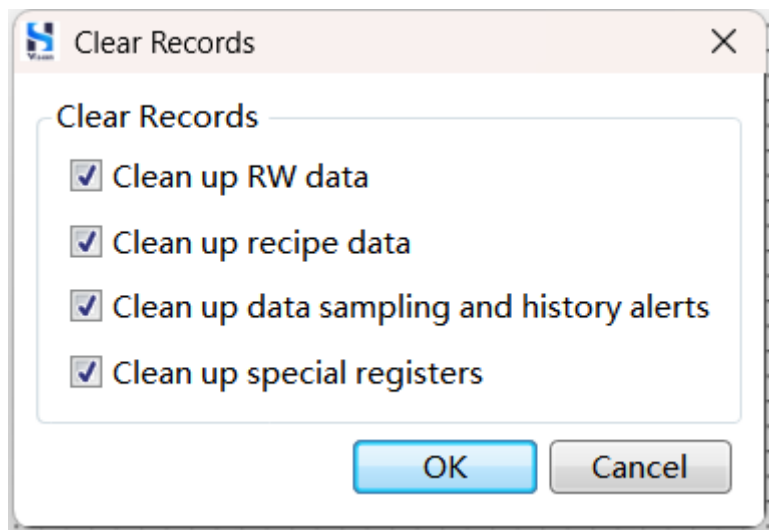 Clear Records
Clear Records
Clean up RW data
Clean up recipe data
Clean up data sampling and history alerts
Clean up special registers
OK
Cancel